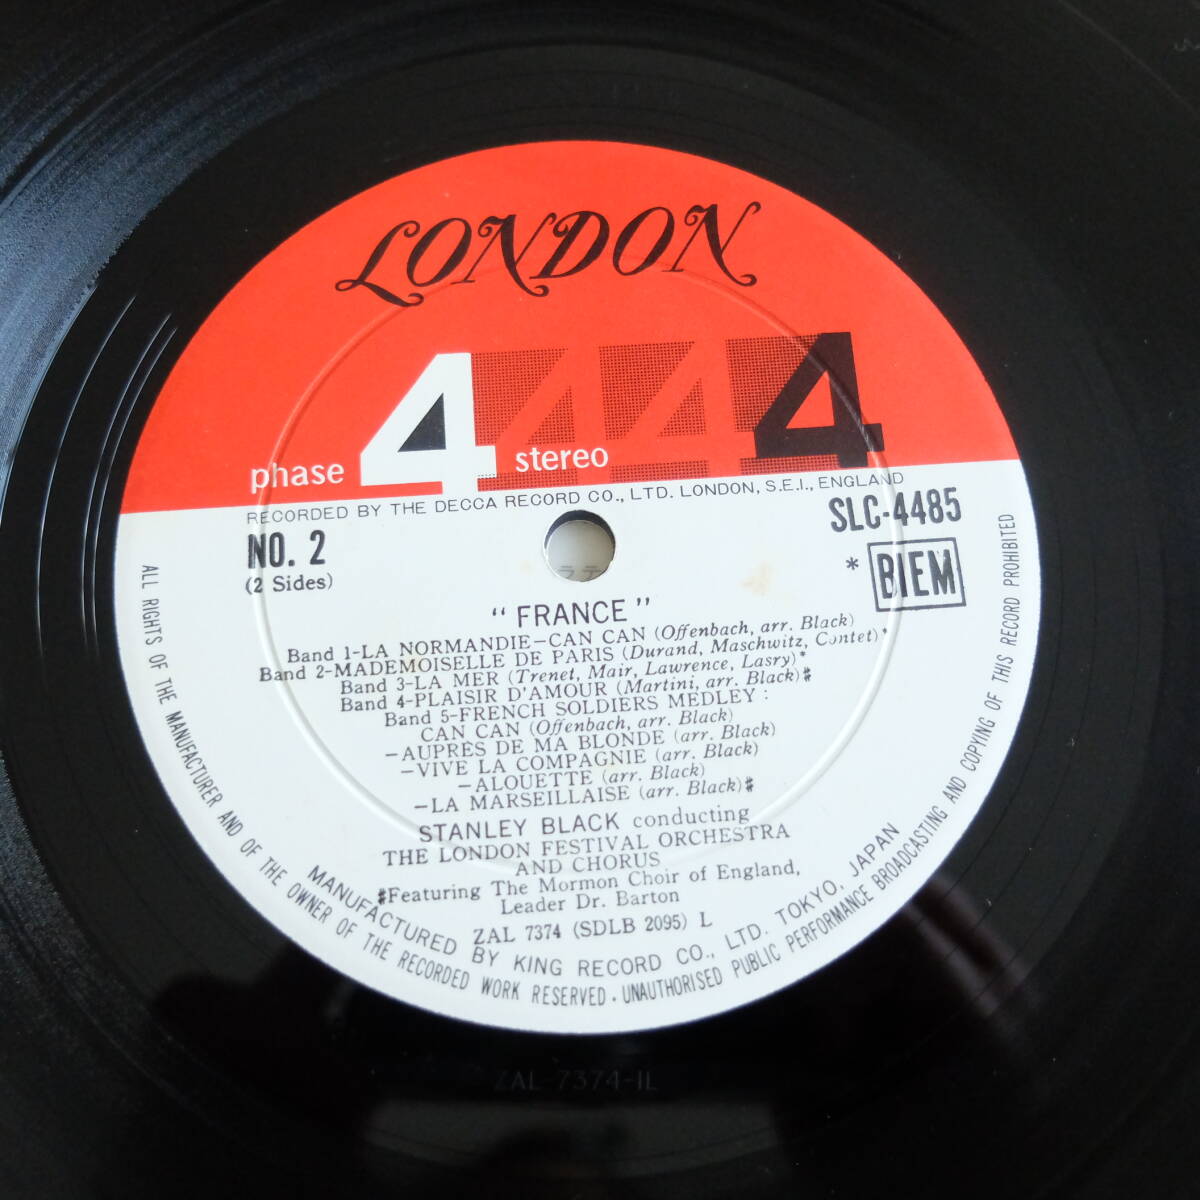 LONDON
phase 4 stereo 4 4 4
RECORDED BY THE DECCA RECORD CO., LTD. LONDON, S.E.I., ENGLAND
NO. 2
(2 Sides)
SLC-4485
* BIEM
"FRANCE"
Band 1-LA NORMANDIE-CAN CAN (Offenbach, arr. Black)
Band 2-MADEMOISELLE DE PARIS (Durand, Maschwitz, Contet)*
Band 3-LA MER (Trenet, Mair, Lawrence, Lasry)*
Band 4-PLAISIR D'AMOUR (Martini, arr. Black)#
Band 5-FRENCH SOLDIERS MEDLEY:
CAN CAN (Offenbach, arr. Black)
-AUPRÈS DE MA BLONDE (arr. Black)
-VIVE LA COMPAGNIE (arr. Black)
-ALOUETTE (arr. Black)
-LA MARSEILLAISE (arr. Black)#
STANLEY BLACK conducting
THE LONDON FESTIVAL ORCHESTRA
AND CHORUS
#Featuring The Mormon Choir of England,
Leader Dr. Barton
ZAL 7374 (SDLB 2095) L
MANUFACTURED BY KING RECORD CO., LTD. TOKYO, JAPAN
ALL RIGHTS OF THE MANUFACTURER AND OF THE OWNER OF THE RECORDED WORK RESERVED. UNAUTHORISED PUBLIC PERFORMANCE BROADCASTING AND COPYING OF THIS RECORD PROHIBITED
ZAL 7374-1L